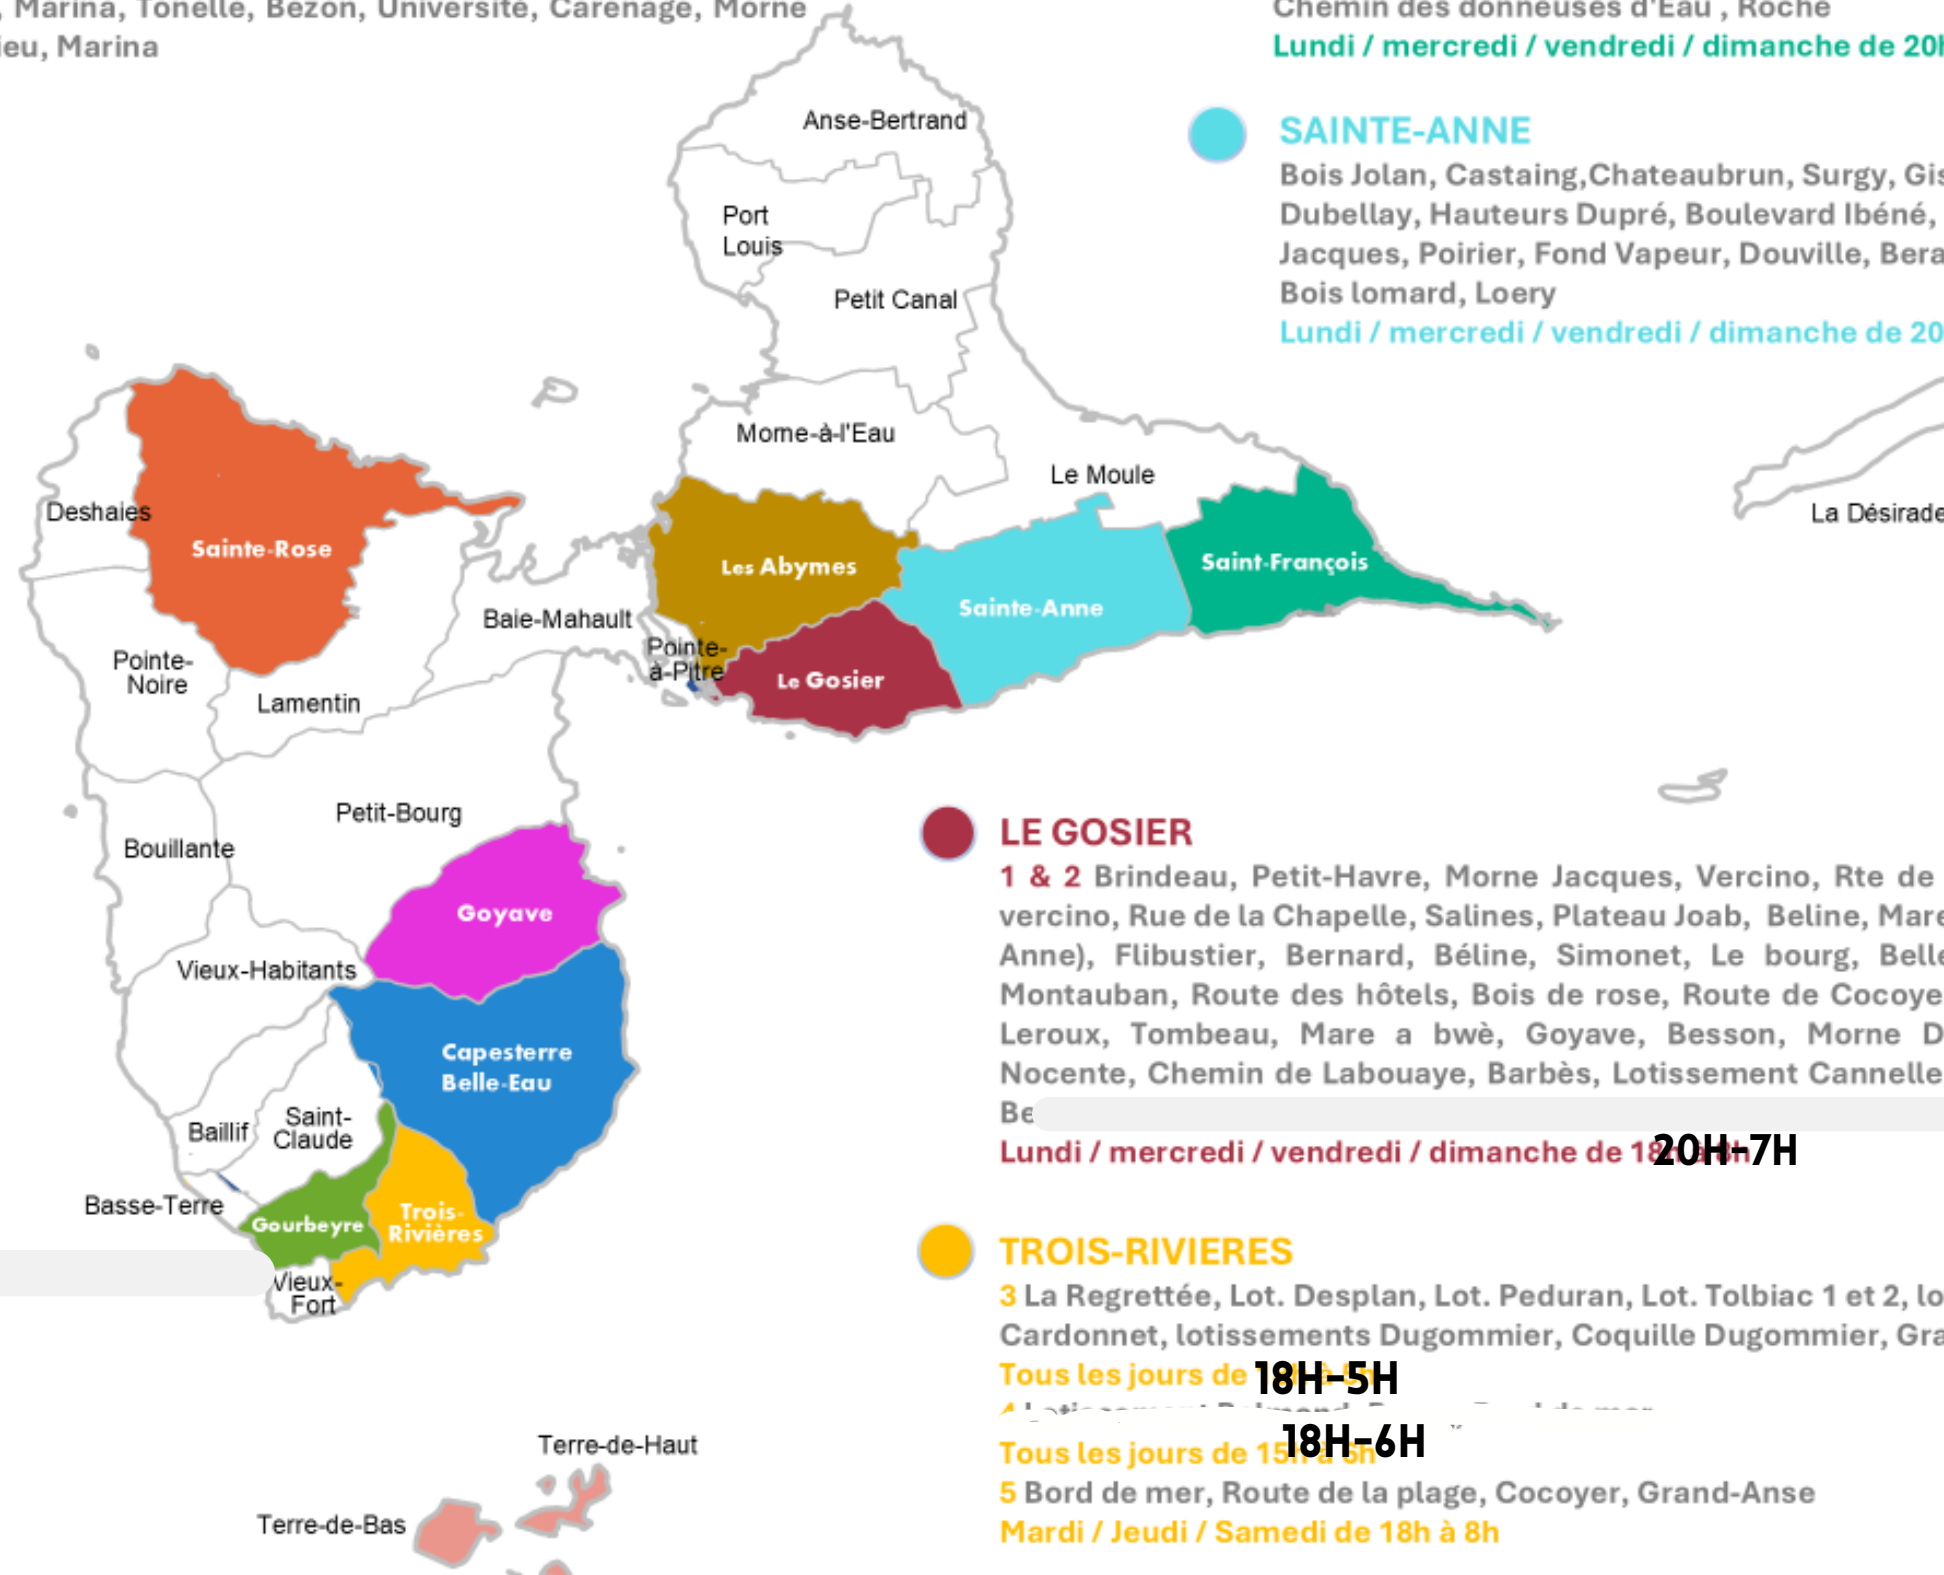 , Marina, Tonelle, Bezon, Université, Carénage, Morne
ieu, Marina
Chemin des donneuses d'Eau , Roche
Lundi / mercredi / vendredi / dimanche de 20h
SAINTE-ANNE
Bois Jolan, Castaing,Chateaubrun, Surgy, Gis
Dubellay, Hauteurs Dupré, Boulevard Ibéné,
Jacques, Poirier, Fond Vapeur, Douville, Bera
Bois lomard, Loery
Lundi / mercredi / vendredi / dimanche de 20
Anse-Bertrand
Port
Louis
Petit Canal
Morne-à-l'Eau
Le Moule
La Désirade
Deshaies
Sainte-Rose
Les Abymes
Saint-François
Sainte-Anne
Baie-Mahault
Pointe-
à-Pitre
Le Gosier
Pointe-
Noire
Lamentin
Petit-Bourg
Bouillante
Goyave
Vieux-Habitants
Capesterre
Belle-Eau
Saint-
Claude
Baillif
Basse-Terre
Gourbeyre
Trois-
Rivières
Vieux-
Fort
Terre-de-Haut
Terre-de-Bas
LE GOSIER
1 & 2 Brindeau, Petit-Havre, Morne Jacques, Vercino, Rte de
vercino, Rue de la Chapelle, Salines, Plateau Joab, Beline, Mare
Anne), Flibustier, Bernard, Béline, Simonet, Le bourg, Belle
Montauban, Route des hôtels, Bois de rose, Route de Cocoye
Leroux, Tombeau, Mare a bwè, Goyave, Besson, Morne D
Nocente, Chemin de Labouaye, Barbès, Lotissement Cannelle
Be
Lundi / mercredi / vendredi / dimanche de 20H-7H
TROIS-RIVIERES
3 La Regrettée, Lot. Desplan, Lot. Peduran, Lot. Tolbiac 1 et 2, lo
Cardonnet, lotissements Dugommier, Coquille Dugommier, Gra
Tous les jours de 18H-5H
Tous les jours de 18H-6H
5 Bord de mer, Route de la plage, Cocoyer, Grand-Anse
Mardi / Jeudi / Samedi de 18h à 8h